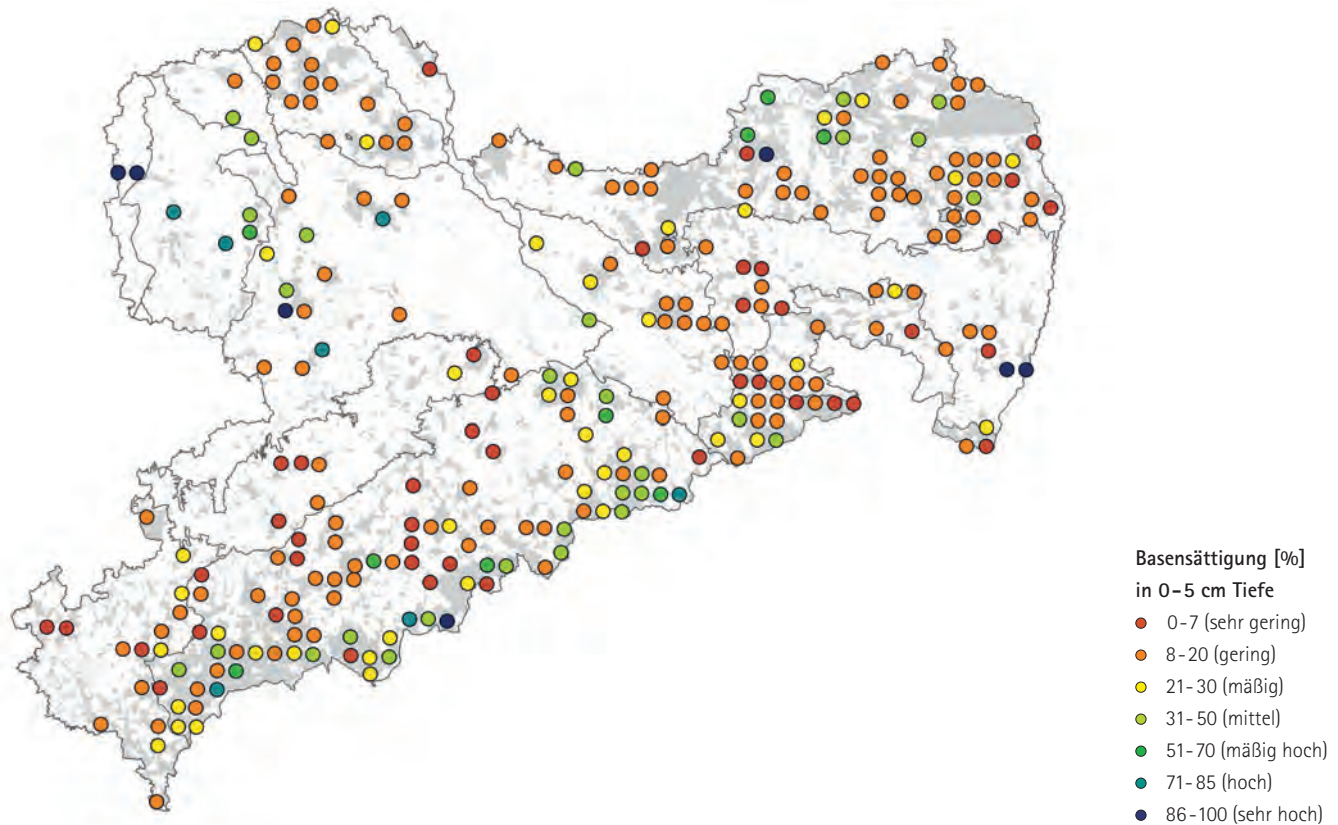 Basensättigung [%]
in 0-5 cm Tiefe
0-7 (sehr gering)
8-20 (gering)
21-30 (mäßig)
31-50 (mittel)
51-70 (mäßig hoch)
71-85 (hoch)
86-100 (sehr hoch)